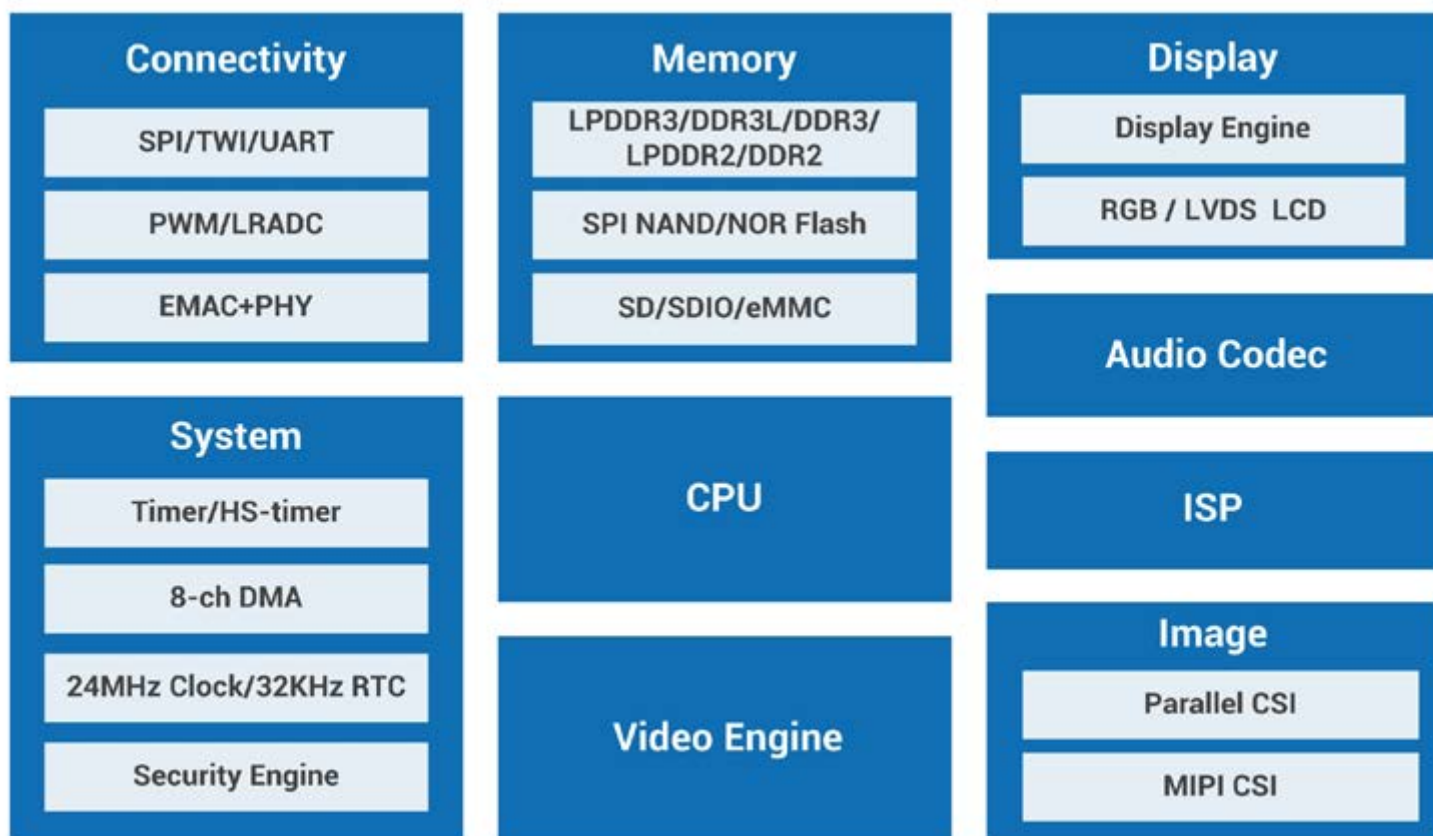 Connectivity
SPI/TWI/UART
PWM/LRADC
EMAC+PHY
Memory
LPDDR3/DDR3L/DDR3/
LPDDR2/DDR2
SPI NAND/NOR Flash
SD/SDIO/eMMC
Display
Display Engine
RGB / LVDS LCD
Audio Codec
System
Timer/HS-timer
8-ch DMA
24MHz Clock/32KHz RTC
Security Engine
CPU
ISP
Video Engine
Image
Parallel CSI
MIPI CSI